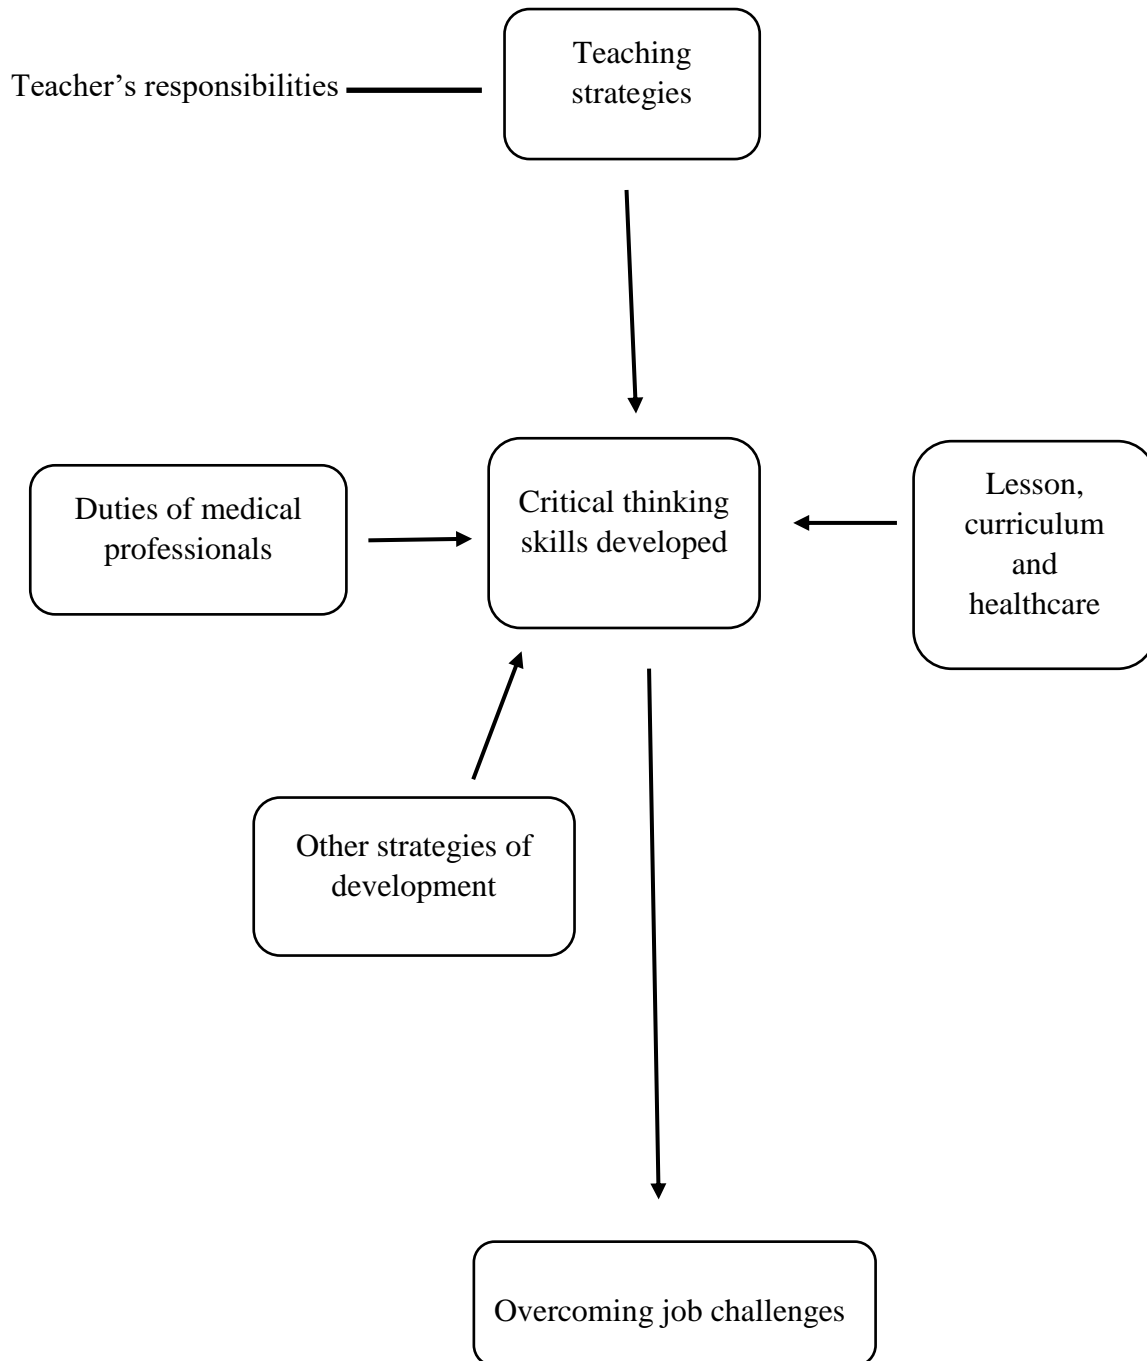 Teaching
strategies
Teacher’s responsibilities
Duties of medical
professionals
Critical thinking
skills developed
Lesson,
curriculum
and
healthcare
Other strategies of
development
Overcoming job challenges